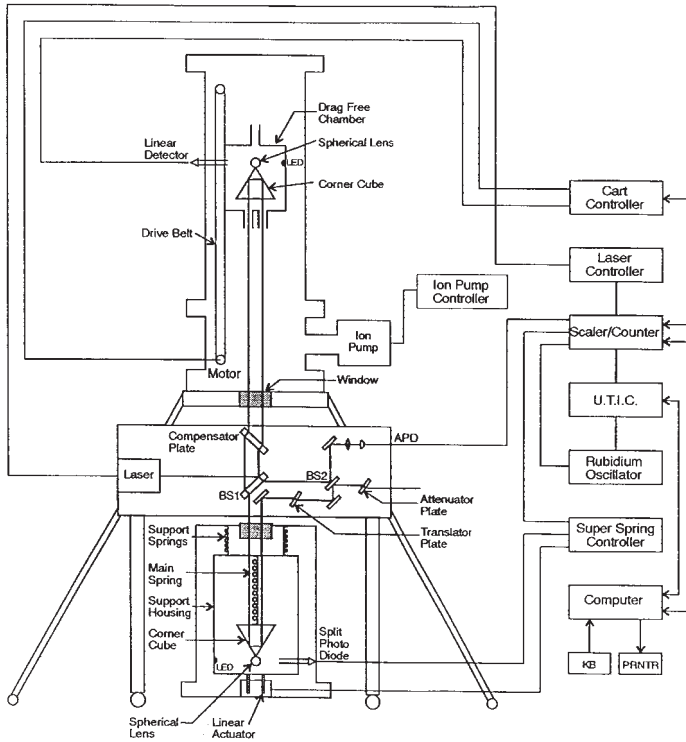 Drag Free
Chamber
Linear
Detector
Spherical Lens
LED
Corner Cube
Cart
Controller
Drive Belt
Laser
Controller
Ion Pump
Controller
Ion
Pump
Scaler/Counter
Motor
Window
U.T.I.C.
Compensator
Plate
APD
Laser
BS1
BS2
Rubidium
Oscillator
Attenuator
Plate
Support
Springs
Translator
Plate
Super Spring
Controller
Main
Spring
Support
Housing
Computer
Corner
Cube
Split
Photo
Diode
LED
KB
PRNTR
Spherical
Lens
Linear
Actuator